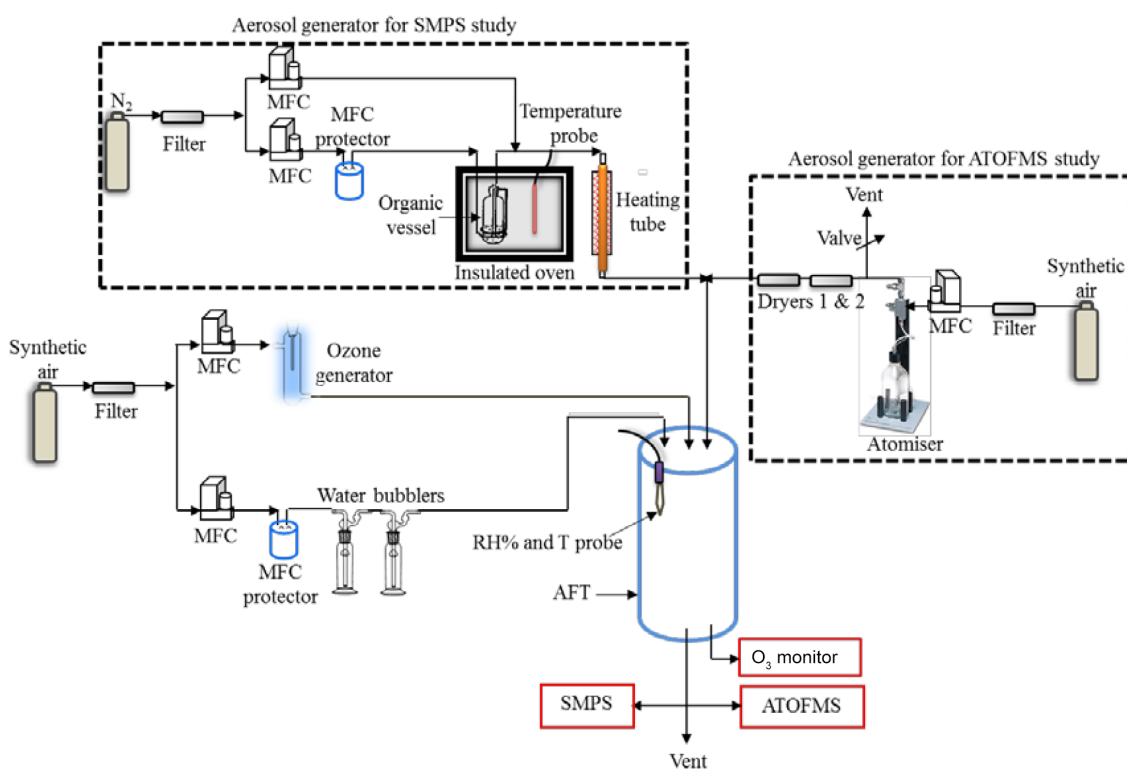 Aerosol generator for SMPS study
N₂
Filter
MFC
MFC
MFC
protector
Temperature
probe
Organic
vessel
Insulated oven
Heating
tube
Aerosol generator for ATOFMS study
Vent
Valve
Dryers 1 & 2
MFC
Filter
Synthetic
air
Atomiser
Synthetic
air
Filter
MFC
Ozone
generator
MFC
MFC
protector
Water bubblers
RH% and T probe
AFT
O₃ monitor
SMPS
ATOFMS
Vent